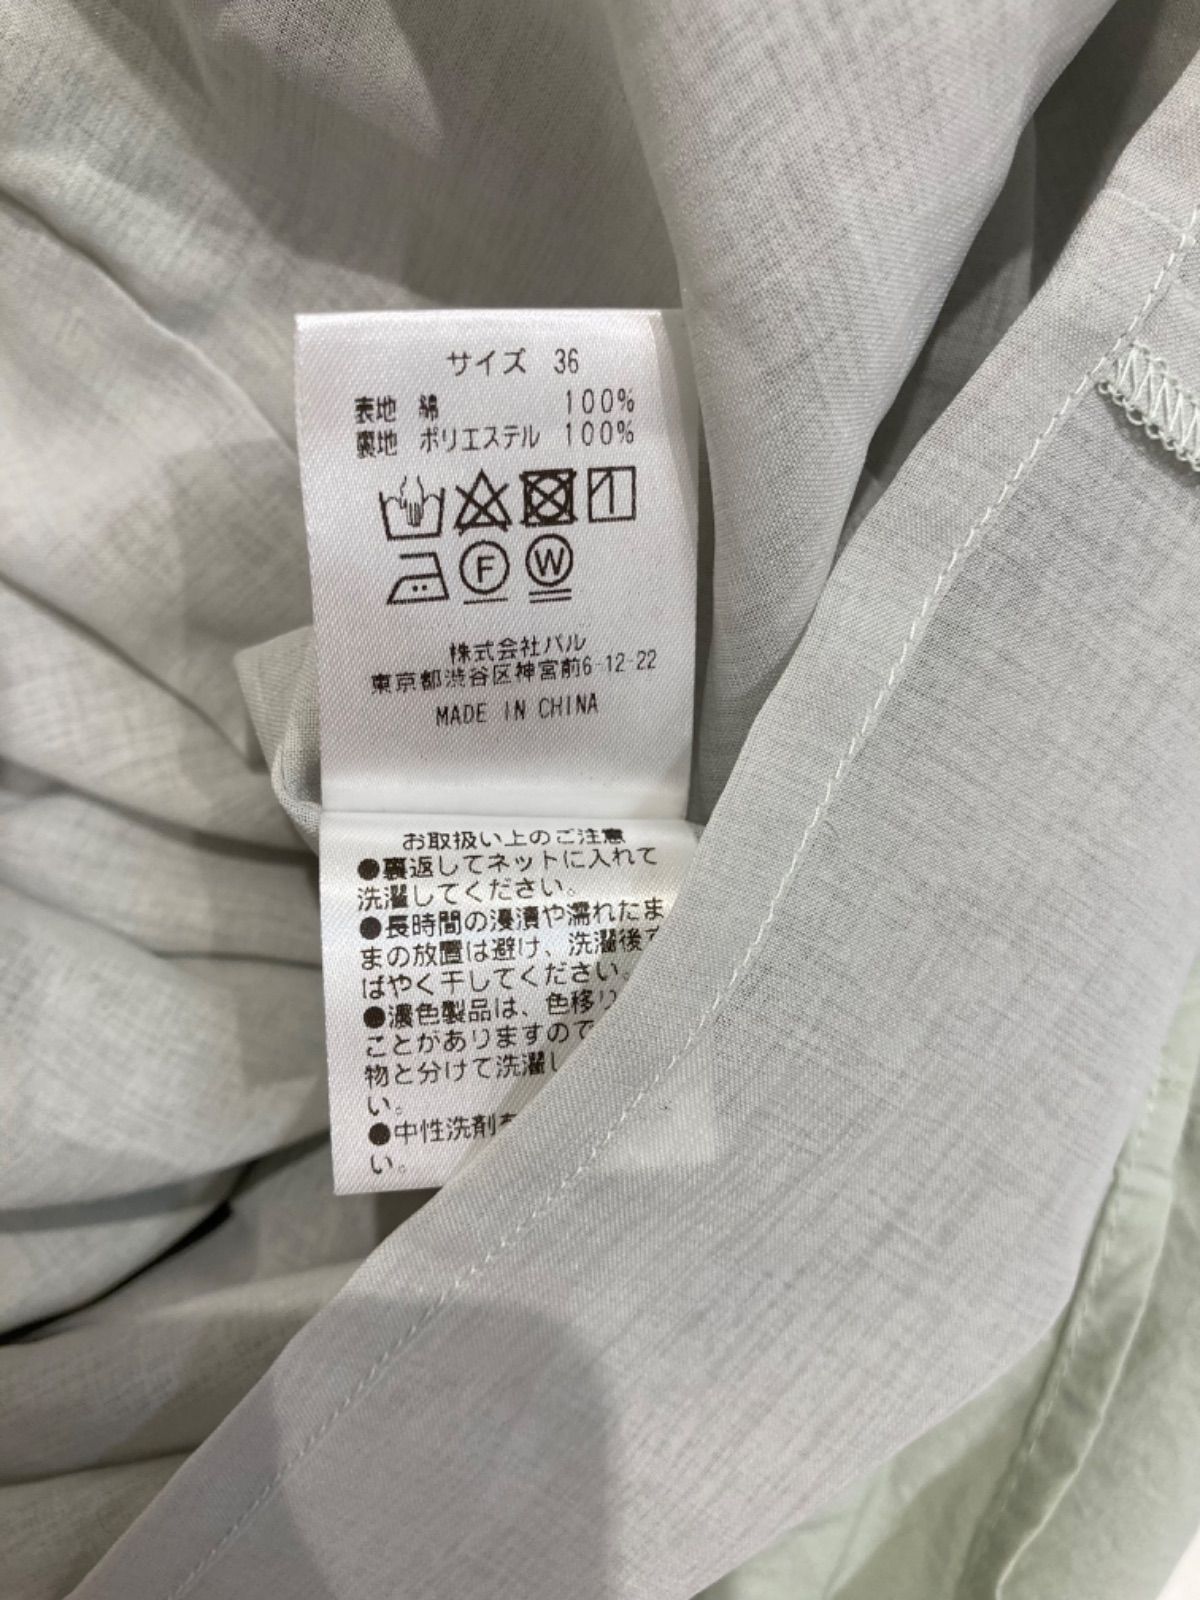 サイズ 36
表地 綿 100%
裏地 ポリエステル 100%
F W
株式会社パル
東京都渋谷区神宮前6-12-22
MADE IN CHINA
お取扱い上のご注意
●裏返してネットに入れて
洗濯してください。
●長時間の浸漬や濡れたま
まの放置は避け、洗濯後す
ばやく干してください。
●濃色製品は、色移り
ことがありますので
物と分けて洗濯し
い。
●中性洗剤を
い。